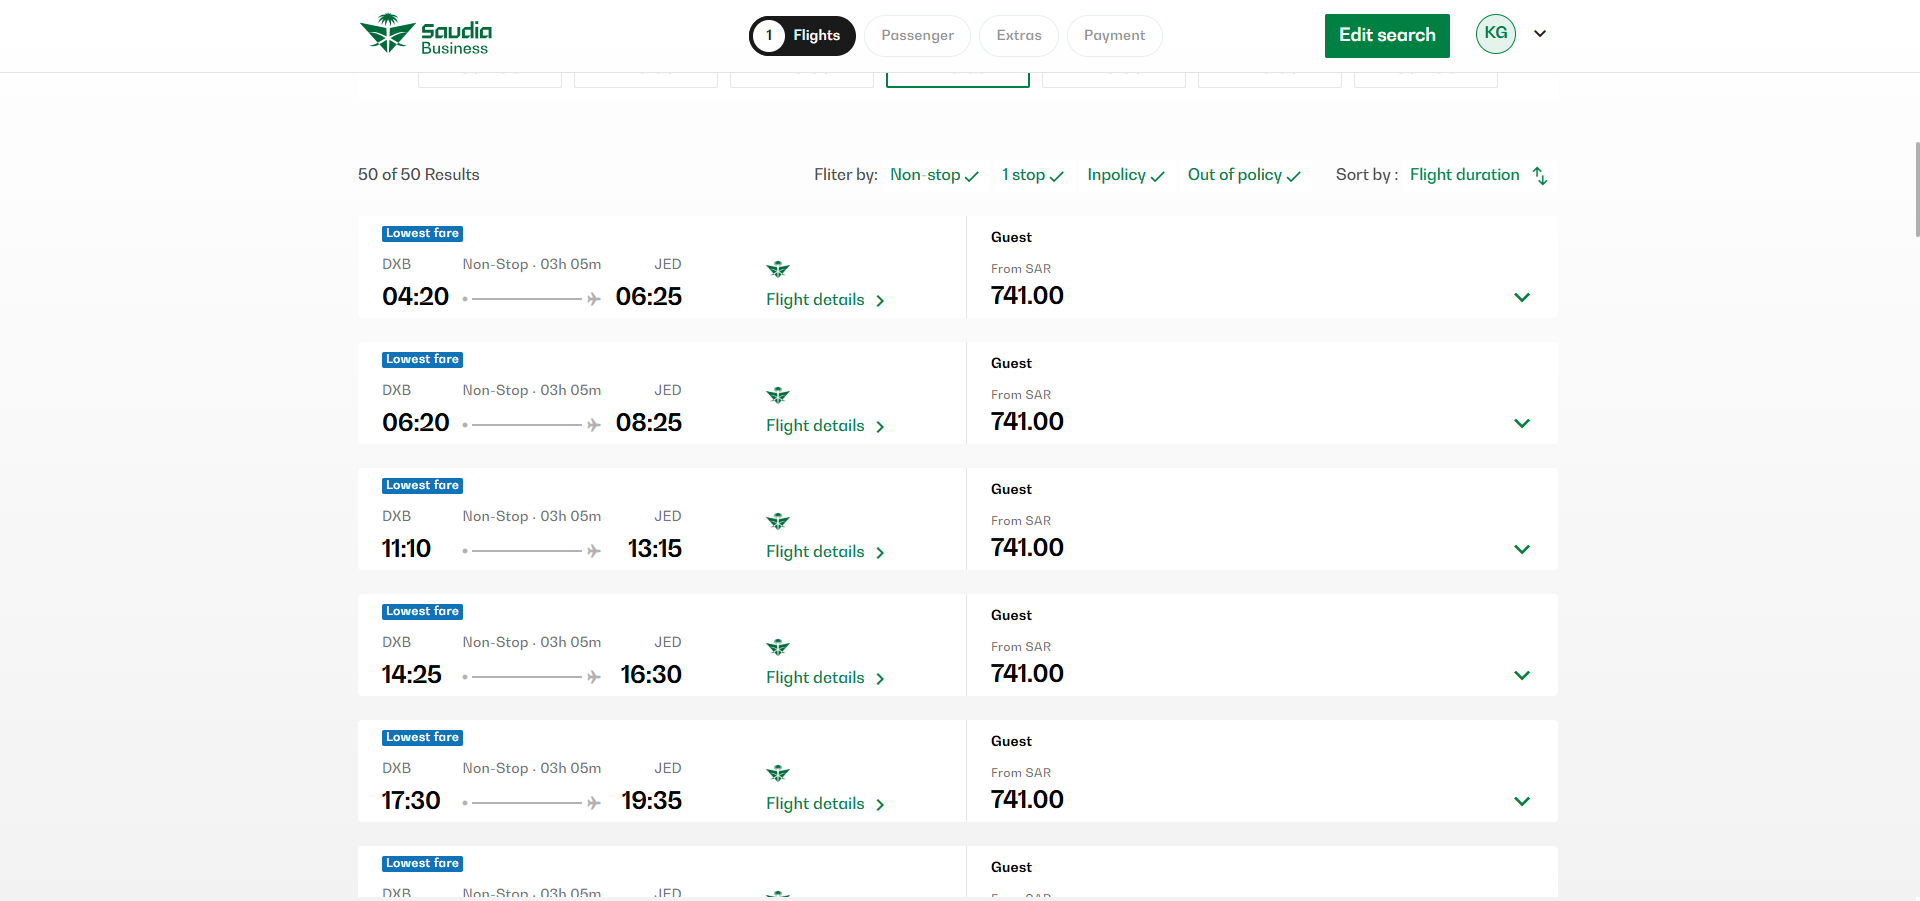 Saudia
Business
1 Flights
Passenger
Extras
Payment
Edit search
KG
50 of 50 Results
Fliter by: Non-stop 1 stop Inpolicy Out of policy
Sort by : Flight duration
Lowest fare
DXB Non-Stop · 03h 05m JED
04:20 06:25
Flight details
Guest
From SAR
741.00
Lowest fare
DXB Non-Stop · 03h 05m JED
06:20 08:25
Flight details
Guest
From SAR
741.00
Lowest fare
DXB Non-Stop · 03h 05m JED
11:10 13:15
Flight details
Guest
From SAR
741.00
Lowest fare
DXB Non-Stop · 03h 05m JED
14:25 16:30
Flight details
Guest
From SAR
741.00
Lowest fare
DXB Non-Stop · 03h 05m JED
17:30 19:35
Flight details
Guest
From SAR
741.00
Lowest fare
DXB Non-Stop · 03h 05m JED
Guest